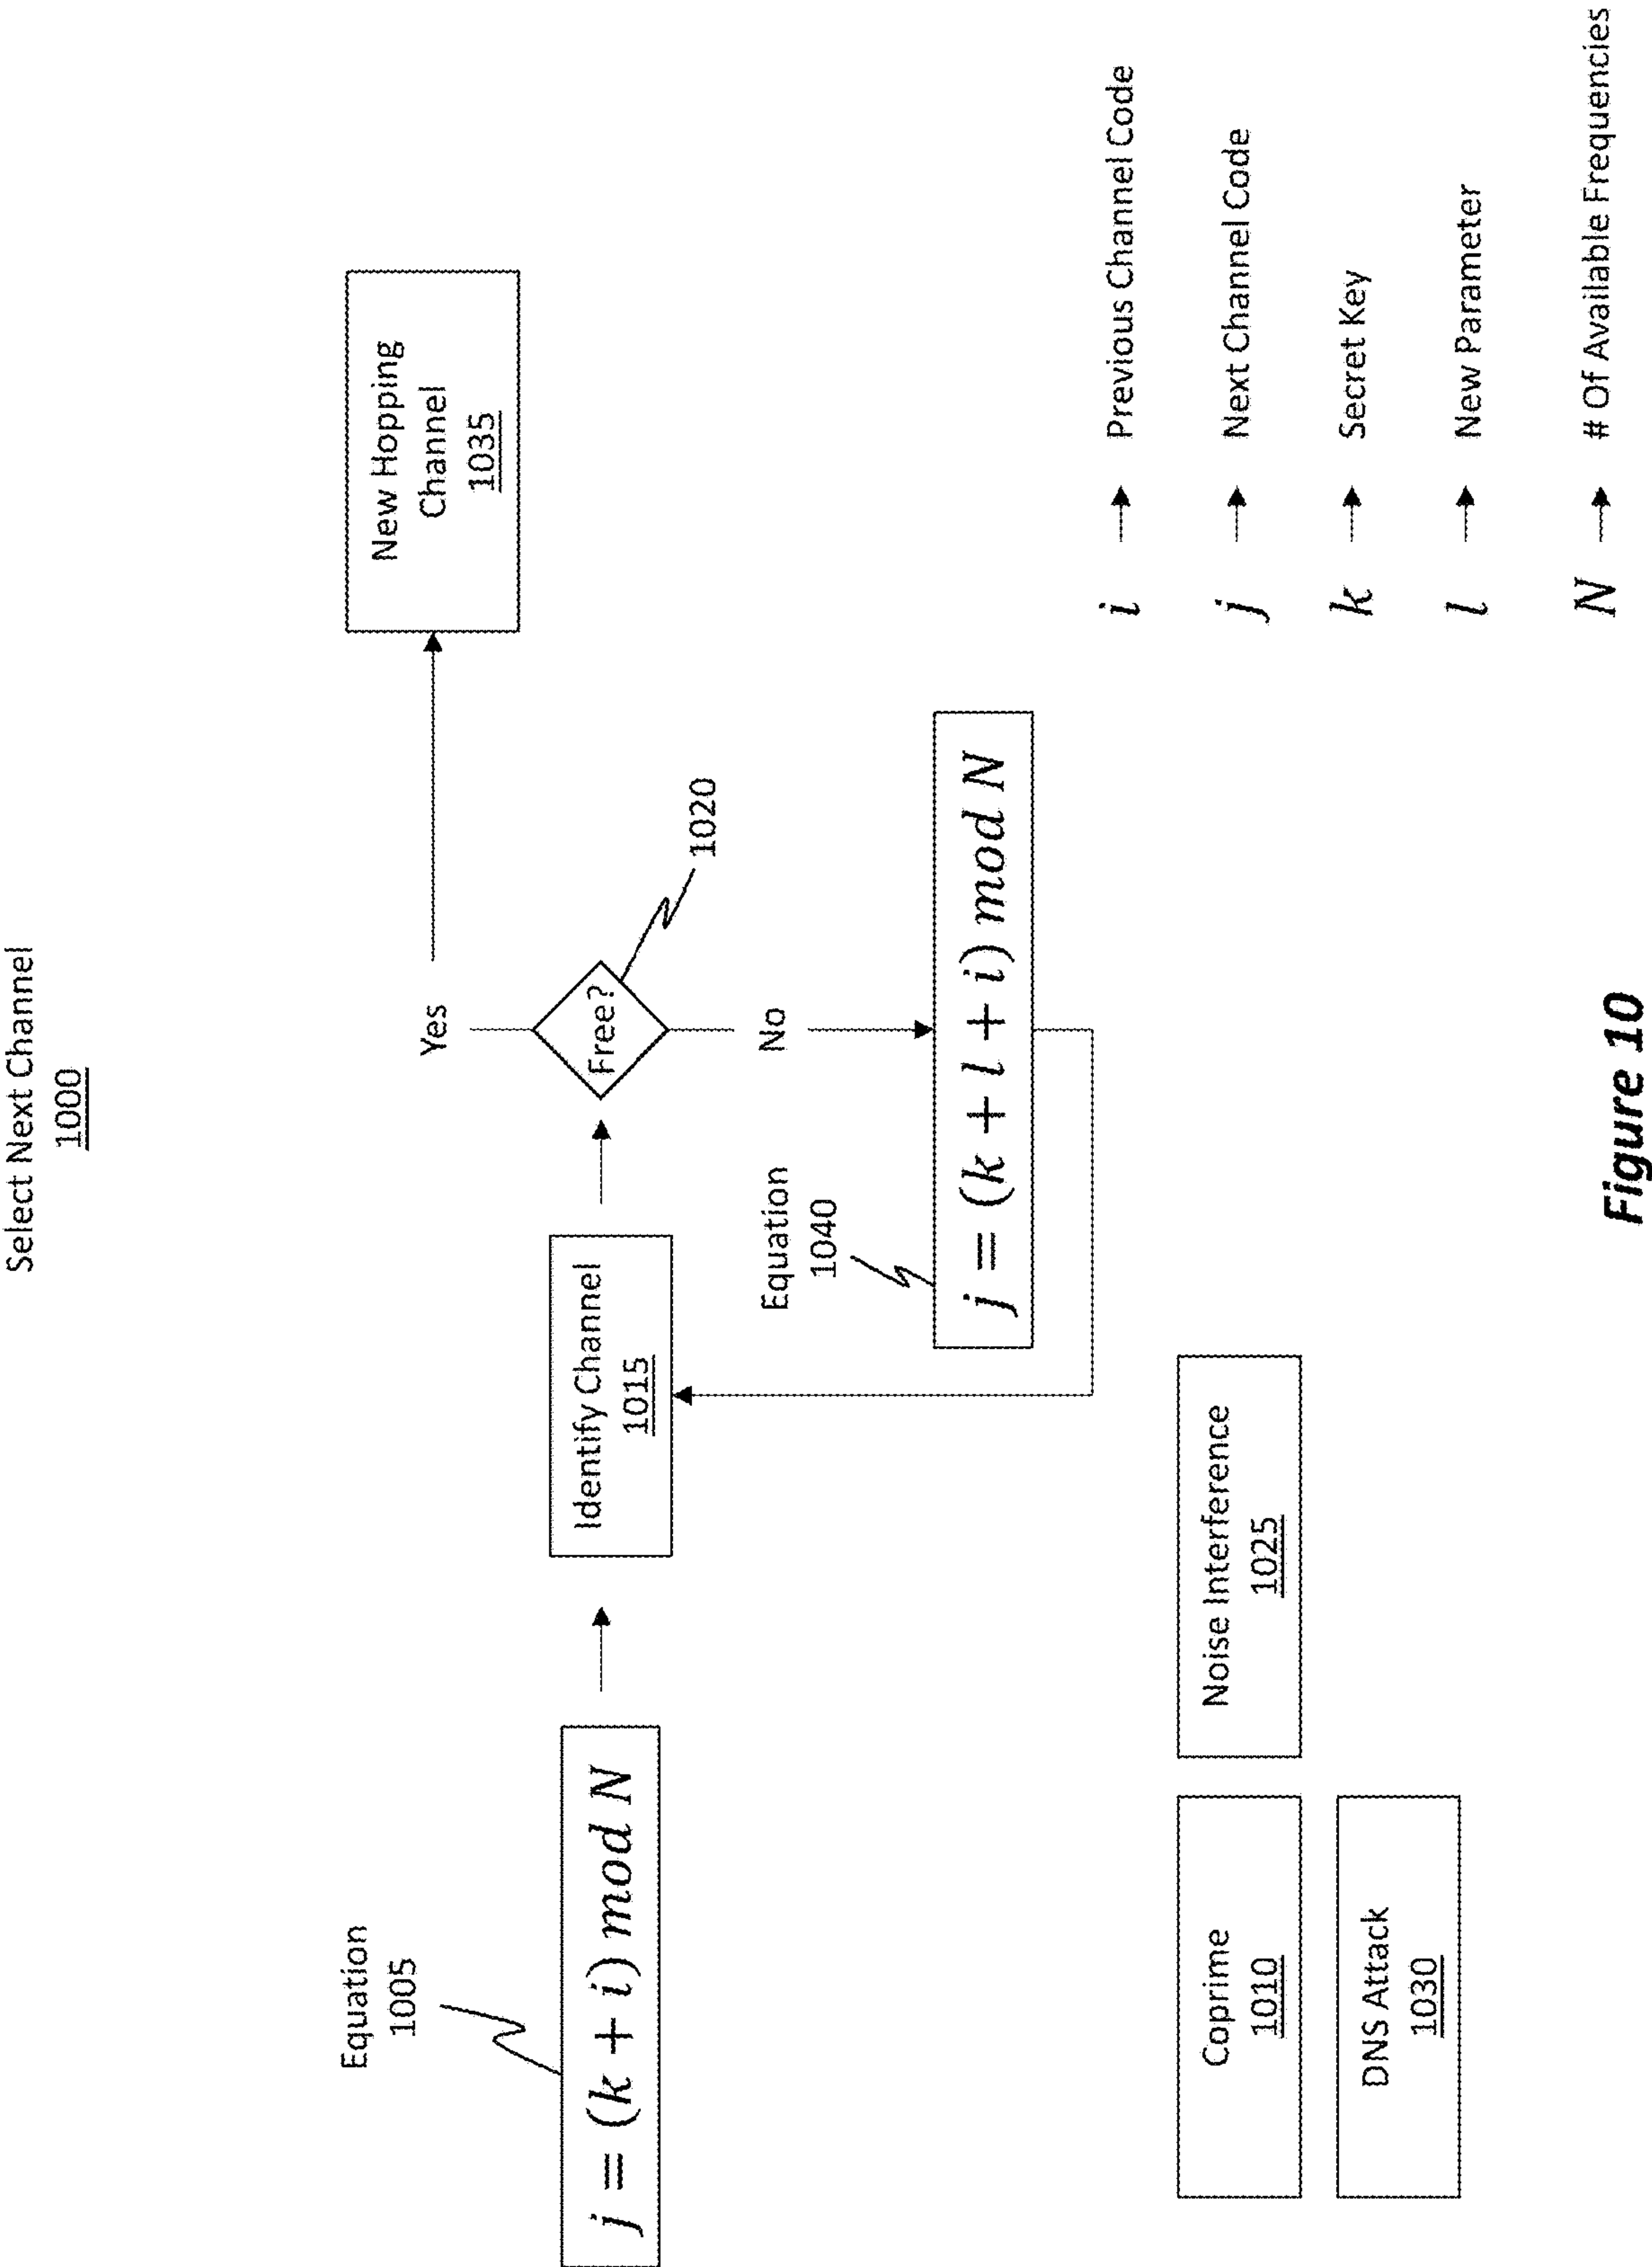 Select Next Channel
1000
Equation
1005
j = (k + i) mod N
Identify Channel
1015
Free?
1020
Yes
No
New Hopping
Channel
1035
Equation
1040
j = (k + l + i) mod N
Coprime
1010
Noise Interference
1025
DNS Attack
1030
i → Previous Channel Code
j → Next Channel Code
k → Secret Key
l → New Parameter
N → # Of Available Frequencies
Figure 10